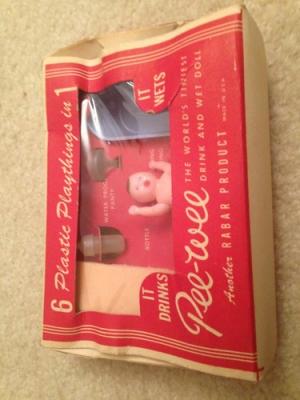 6 Plastic Playthings in 1
IT
WETS
WATER PROOF
PANTY
BOTTLE
IT
DRINKS
Pee-wee
THE WORLD'S TINIEST
DRINK AND WET DOLL
Another RABAR PRODUCT
MADE IN U.S.A.